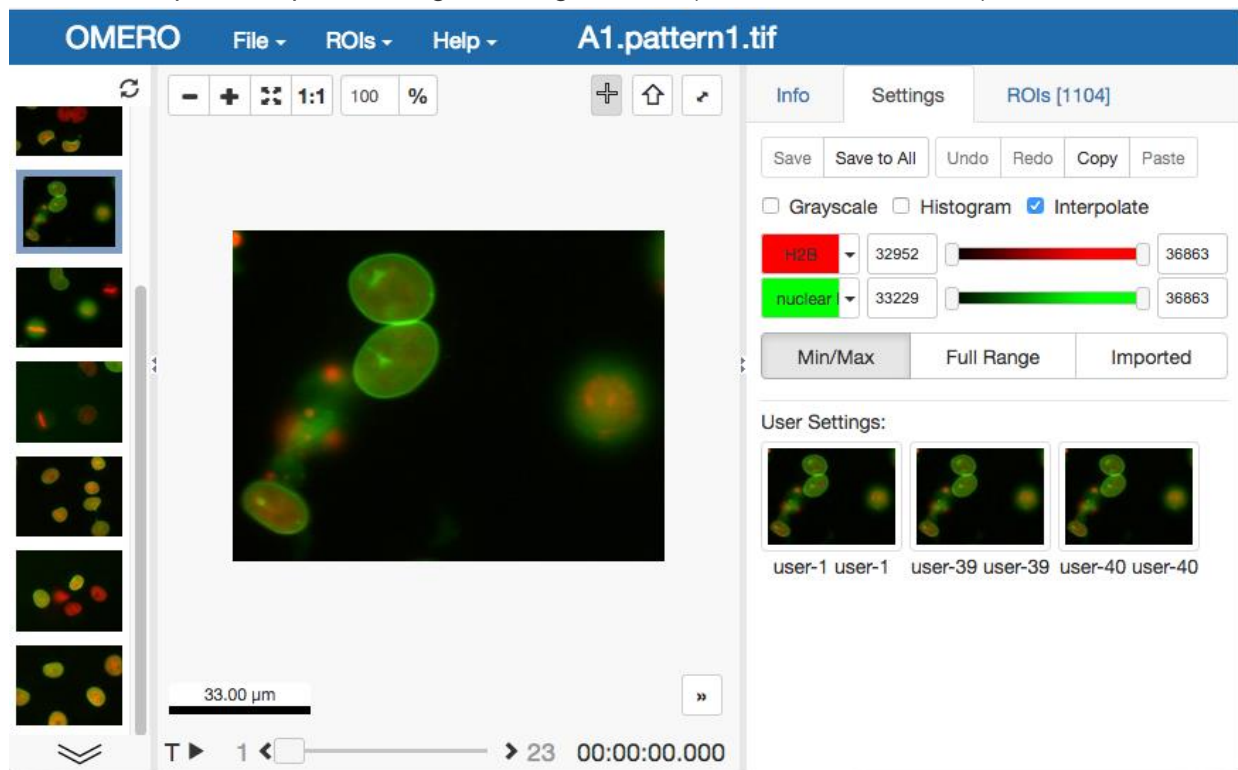 OMERO File ROIs Help A1.pattern1.tif
1:1 100 %
Info Settings ROIs [1104]
Save Save to All Undo Redo Copy Paste
Grayscale Histogram Interpolate
H2B 32952 36863
nuclear 33229 36863
Min/Max Full Range Imported
User Settings:
user-1 user-1 user-39 user-39 user-40 user-40
33.00 µm
T 1 23 00:00:00.000